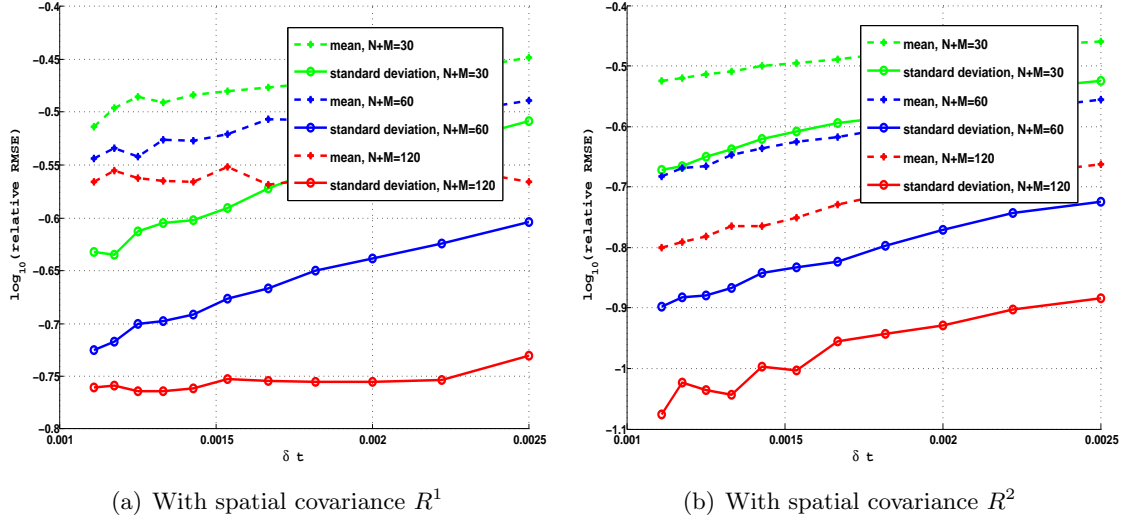 -0.4
-0.45
-0.5
-0.55
-0.6
-0.65
-0.7
-0.75
-0.8
log₁₀(relative RMSE)
0.001
0.0015
0.002
0.0025
δ t
mean, N+M=30
standard deviation, N+M=30
mean, N+M=60
standard deviation, N+M=60
mean, N+M=120
standard deviation, N+M=120
(a) With spatial covariance R¹
-0.4
-0.5
-0.6
-0.7
-0.8
-0.9
-1
-1.1
log₁₀(relative RMSE)
0.001
0.0015
0.002
0.0025
δ t
mean, N+M=30
standard deviation, N+M=30
mean, N+M=60
standard deviation, N+M=60
mean, N+M=120
standard deviation, N+M=120
(b) With spatial covariance R²